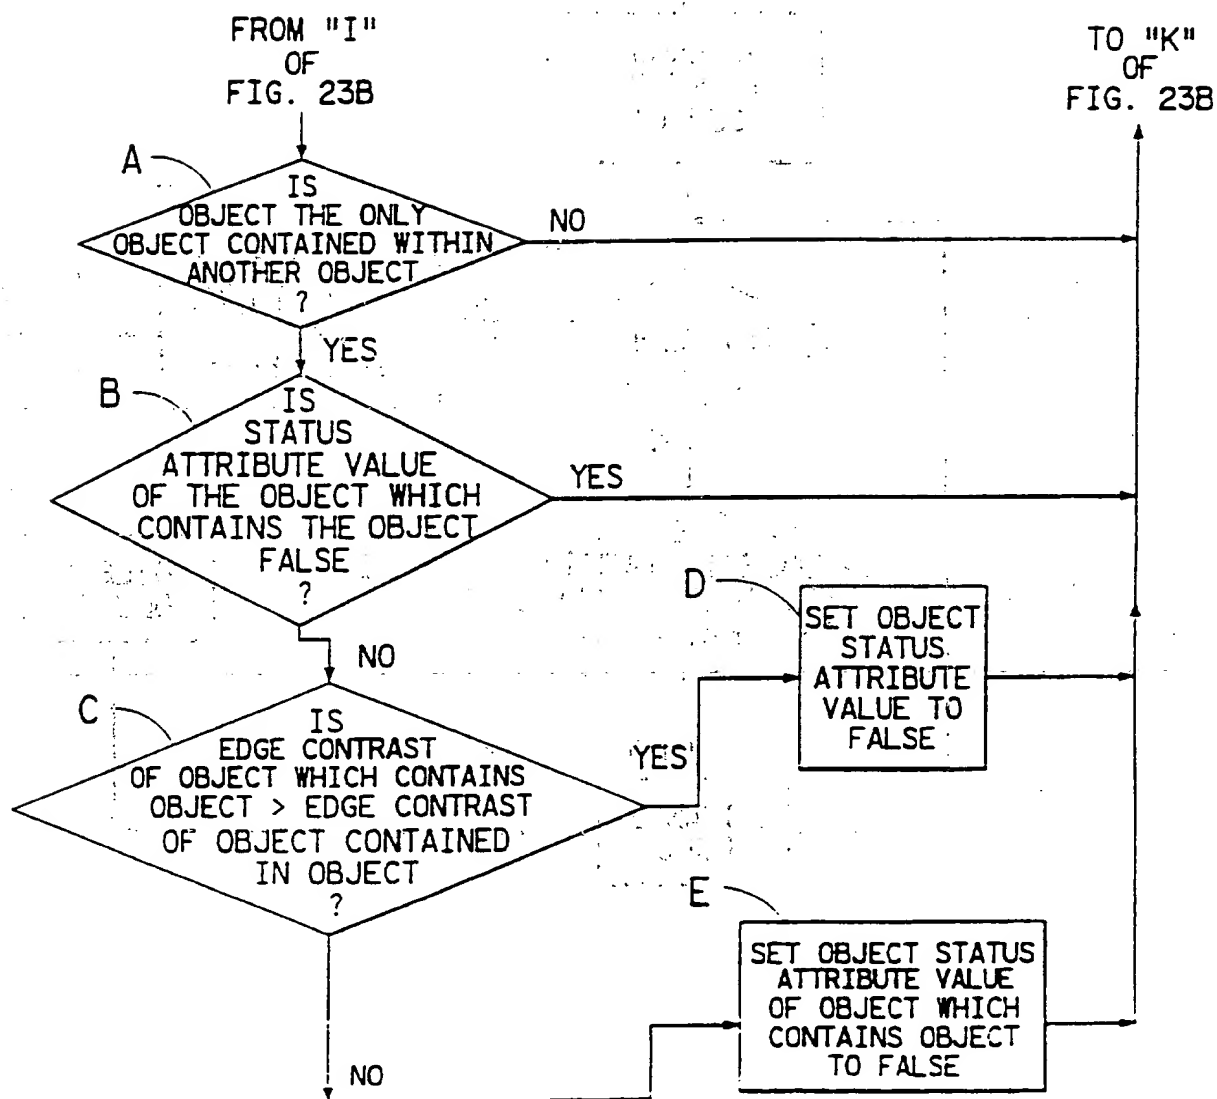 FROM "I"
OF
FIG. 23B
TO "K"
OF
FIG. 23B
A
IS
OBJECT THE ONLY
OBJECT CONTAINED WITHIN
ANOTHER OBJECT
?
NO
YES
B
IS
STATUS
ATTRIBUTE VALUE
OF THE OBJECT WHICH
CONTAINS THE OBJECT
FALSE
?
YES
NO
D
SET OBJECT
STATUS
ATTRIBUTE
VALUE TO
FALSE
C
IS
EDGE CONTRAST
OF OBJECT WHICH CONTAINS
OBJECT > EDGE CONTRAST
OF OBJECT CONTAINED
IN OBJECT
?
YES
E
SET OBJECT STATUS
ATTRIBUTE VALUE
OF OBJECT WHICH
CONTAINS OBJECT
TO FALSE
NO